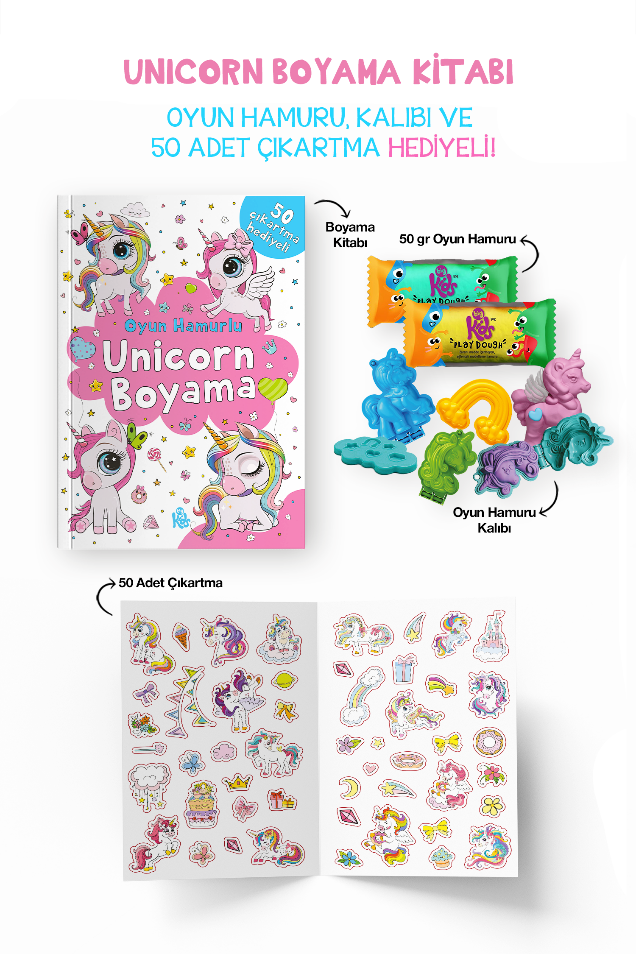 UNICORN BOYAMA KİTABI
OYUN HAMURU, KALIBI VE
50 ADET ÇIKARTMA HEDİYELİ!
50
çıkartma
hediyeli
Oyun Hamurlu
Unicorn
Boyama
Kids
Boyama
Kitabı
50 gr Oyun Hamuru
Kids
PLAY DOUGH
Kids
PLAY DOUGH
Oyun Hamuru
Kalıbı
50 Adet Çıkartma